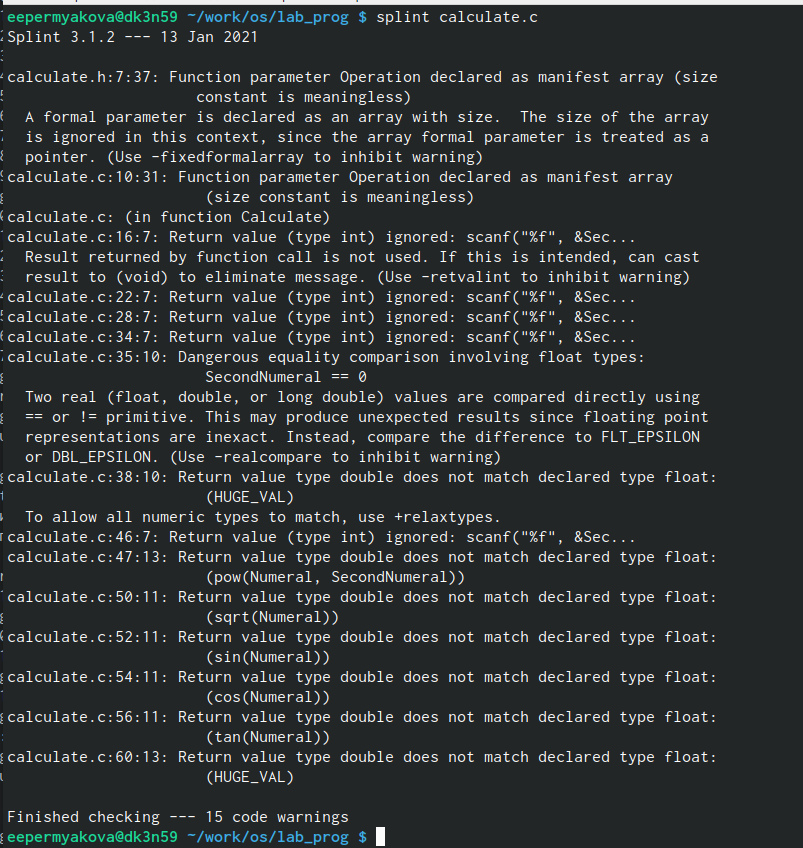 eepermyakova@dk3n59 ~/work/os/lab_prog $ splint calculate.c
Splint 3.1.2 --- 13 Jan 2021

calculate.h:7:37: Function parameter Operation declared as manifest array (size
                     constant is meaningless)
  A formal parameter is declared as an array with size.  The size of the array
  is ignored in this context, since the array formal parameter is treated as a
  pointer. (Use -fixedformalarray to inhibit warning)
calculate.c:10:31: Function parameter Operation declared as manifest array
                      (size constant is meaningless)
calculate.c: (in function Calculate)
calculate.c:16:7: Return value (type int) ignored: scanf("%f", &Sec...
  Result returned by function call is not used. If this is intended, can cast
  result to (void) to eliminate message. (Use -retvalint to inhibit warning)
calculate.c:22:7: Return value (type int) ignored: scanf("%f", &Sec...
calculate.c:28:7: Return value (type int) ignored: scanf("%f", &Sec...
calculate.c:34:7: Return value (type int) ignored: scanf("%f", &Sec...
calculate.c:35:10: Dangerous equality comparison involving float types:
                      SecondNumeral == 0
  Two real (float, double, or long double) values are compared directly using
  == or != primitive. This may produce unexpected results since floating point
  representations are inexact. Instead, compare the difference to FLT_EPSILON
  or DBL_EPSILON. (Use -realcompare to inhibit warning)
calculate.c:38:10: Return value type double does not match declared type float:
                      (HUGE_VAL)
  To allow all numeric types to match, use +relaxtypes.
calculate.c:46:7: Return value (type int) ignored: scanf("%f", &Sec...
calculate.c:47:13: Return value type double does not match declared type float:
                      (pow(Numeral, SecondNumeral))
calculate.c:50:11: Return value type double does not match declared type float:
                      (sqrt(Numeral))
calculate.c:52:11: Return value type double does not match declared type float:
                      (sin(Numeral))
calculate.c:54:11: Return value type double does not match declared type float:
                      (cos(Numeral))
calculate.c:56:11: Return value type double does not match declared type float:
                      (tan(Numeral))
calculate.c:60:13: Return value type double does not match declared type float:
                      (HUGE_VAL)

Finished checking --- 15 code warnings
eepermyakova@dk3n59 ~/work/os/lab_prog $